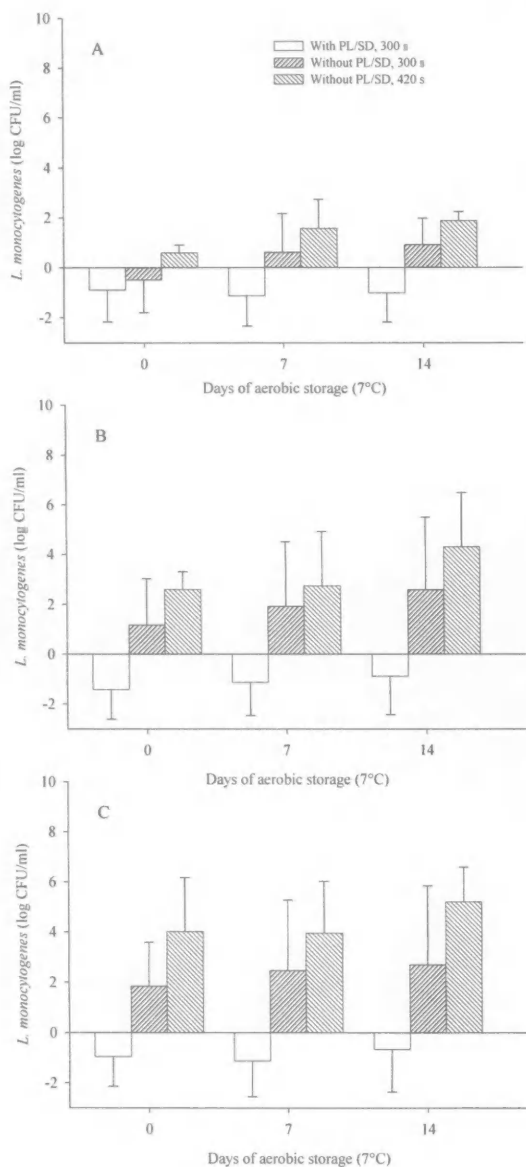 10
A
With PL/SD, 300 s
Without PL/SD, 300 s
Without PL/SD, 420 s
8
6
4
2
0
-2
L. monocytogenes (log CFU/ml)
0 7 14
Days of aerobic storage (7°C)
10
B
8
6
4
2
0
-2
L. monocytogenes (log CFU/ml)
0 7 14
Days of aerobic storage (7°C)
10
C
8
6
4
2
0
-2
L. monocytogenes (log CFU/ml)
0 7 14
Days of aerobic storage (7°C)